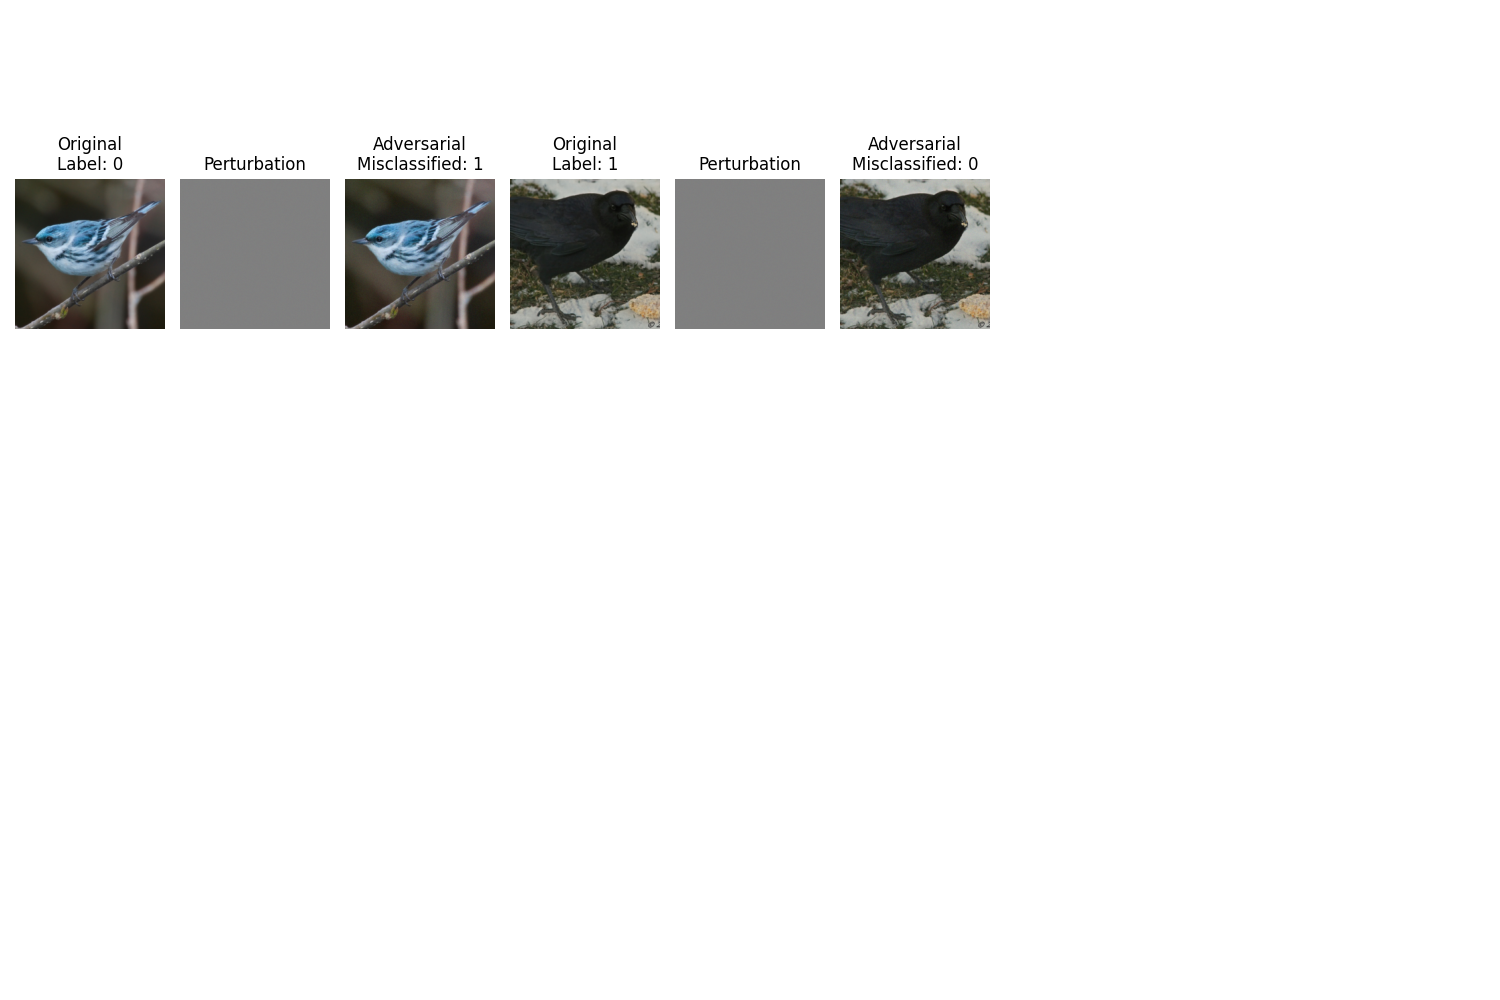 Original
Label: 0
Perturbation
Adversarial
Misclassified: 1
Original
Label: 1
Perturbation
Adversarial
Misclassified: 0